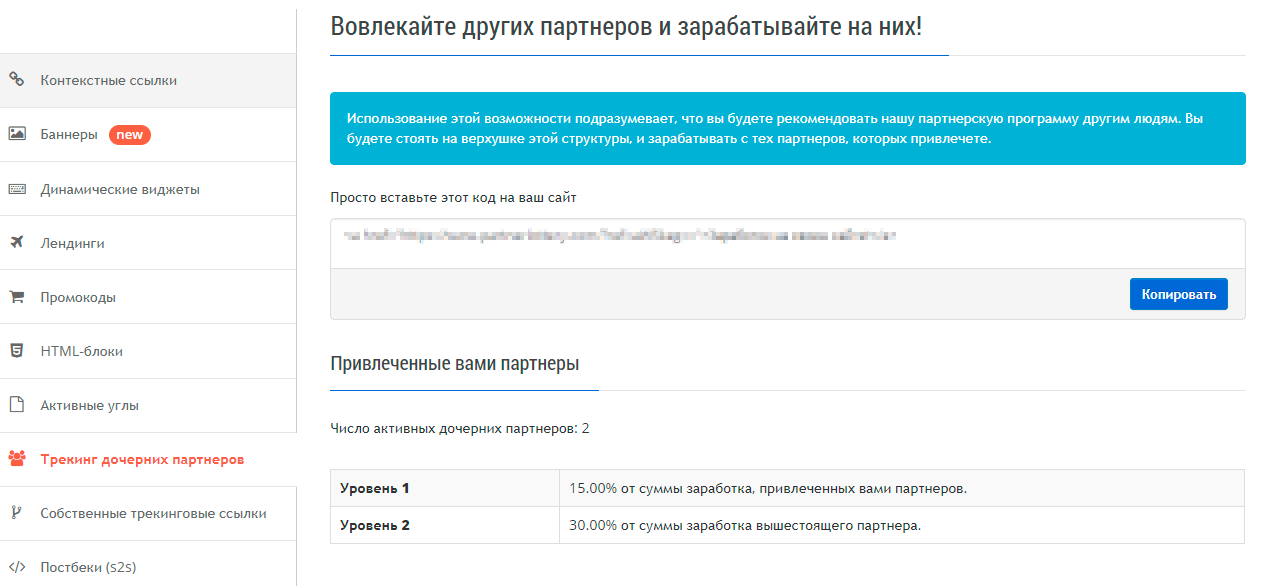 Вовлекайте других партнеров и зарабатывайте на них!
Контекстные ссылки
Баннеры new
Динамические виджеты
Лендинги
Промокоды
HTML-блоки
Активные углы
Трекинг дочерних партнеров
Собственные трекинговые ссылки
Постбеки (s2s)
Использование этой возможности подразумевает, что вы будете рекомендовать нашу партнерскую программу другим людям. Вы
будете стоять на верхушке этой структуры, и зарабатывать с тех партнеров, которых привлечете.
Просто вставьте этот код на ваш сайт
Копировать
Привлеченные вами партнеры
Число активных дочерних партнеров: 2
Уровень 1 15.00% от суммы заработка, привлеченных вами партнеров.
Уровень 2 30.00% от суммы заработка вышестоящего партнера.